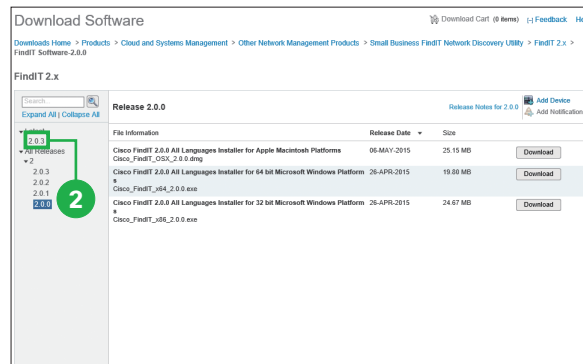 Download Software
Download Cart (0 items) [-] Feedback He
Downloads Home > Products > Cloud and Systems Management > Other Network Management Products > Small Business FindIT Network Discovery Utility > FindIT 2.x >
FindIT Software-2.0.0
FindIT 2.x
Search...
Expand All | Collapse All
Release 2.0.0
Release Notes for 2.0.0
Add Device
Add Notification
Latest
2.0.3
All Releases
2
2.0.3
2.0.2
2.0.1
2.0.0
2
File Information Release Date Size
Cisco FindIT 2.0.0 All Languages Installer for Apple Macintosh Platforms 06-MAY-2015 25.15 MB Download
Cisco_FindIT_OSX_2.0.0.dmg
Cisco FindIT 2.0.0 All Languages Installer for 64 bit Microsoft Windows Platform 26-APR-2015 19.80 MB Download
s
Cisco_FindIT_x64_2.0.0.exe
Cisco FindIT 2.0.0 All Languages Installer for 32 bit Microsoft Windows Platform 26-APR-2015 24.67 MB Download
s
Cisco_FindIT_x86_2.0.0.exe